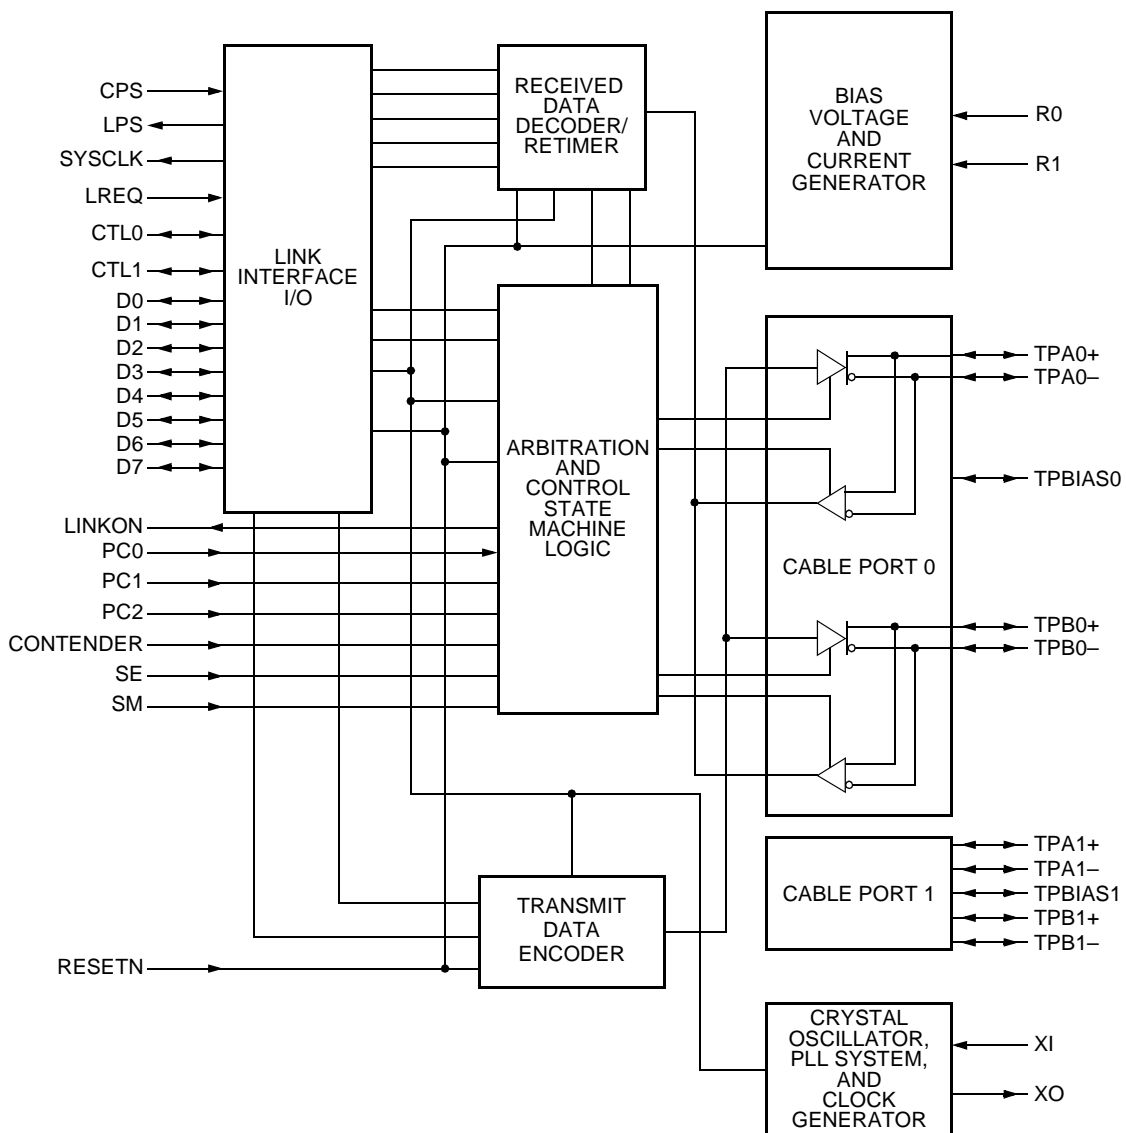 CPS
LPS
SYSCLK
LREQ
CTL0
CTL1
D0
D1
D2
D3
D4
D5
D6
D7
LINKON
PC0
PC1
PC2
CONTENDER
SE
SM
RESETN
LINK
INTERFACE
I/O
RECEIVED
DATA
DECODER/
RETIMER
ARBITRATION
AND
CONTROL
STATE
MACHINE
LOGIC
TRANSMIT
DATA
ENCODER
BIAS
VOLTAGE
AND
CURRENT
GENERATOR
R0
R1
CABLE PORT 0
TPA0+
TPA0–
TPBIAS0
TPB0+
TPB0–
CABLE PORT 1
TPA1+
TPA1–
TPBIAS1
TPB1+
TPB1–
CRYSTAL
OSCILLATOR,
PLL SYSTEM,
AND
CLOCK
GENERATOR
XI
XO